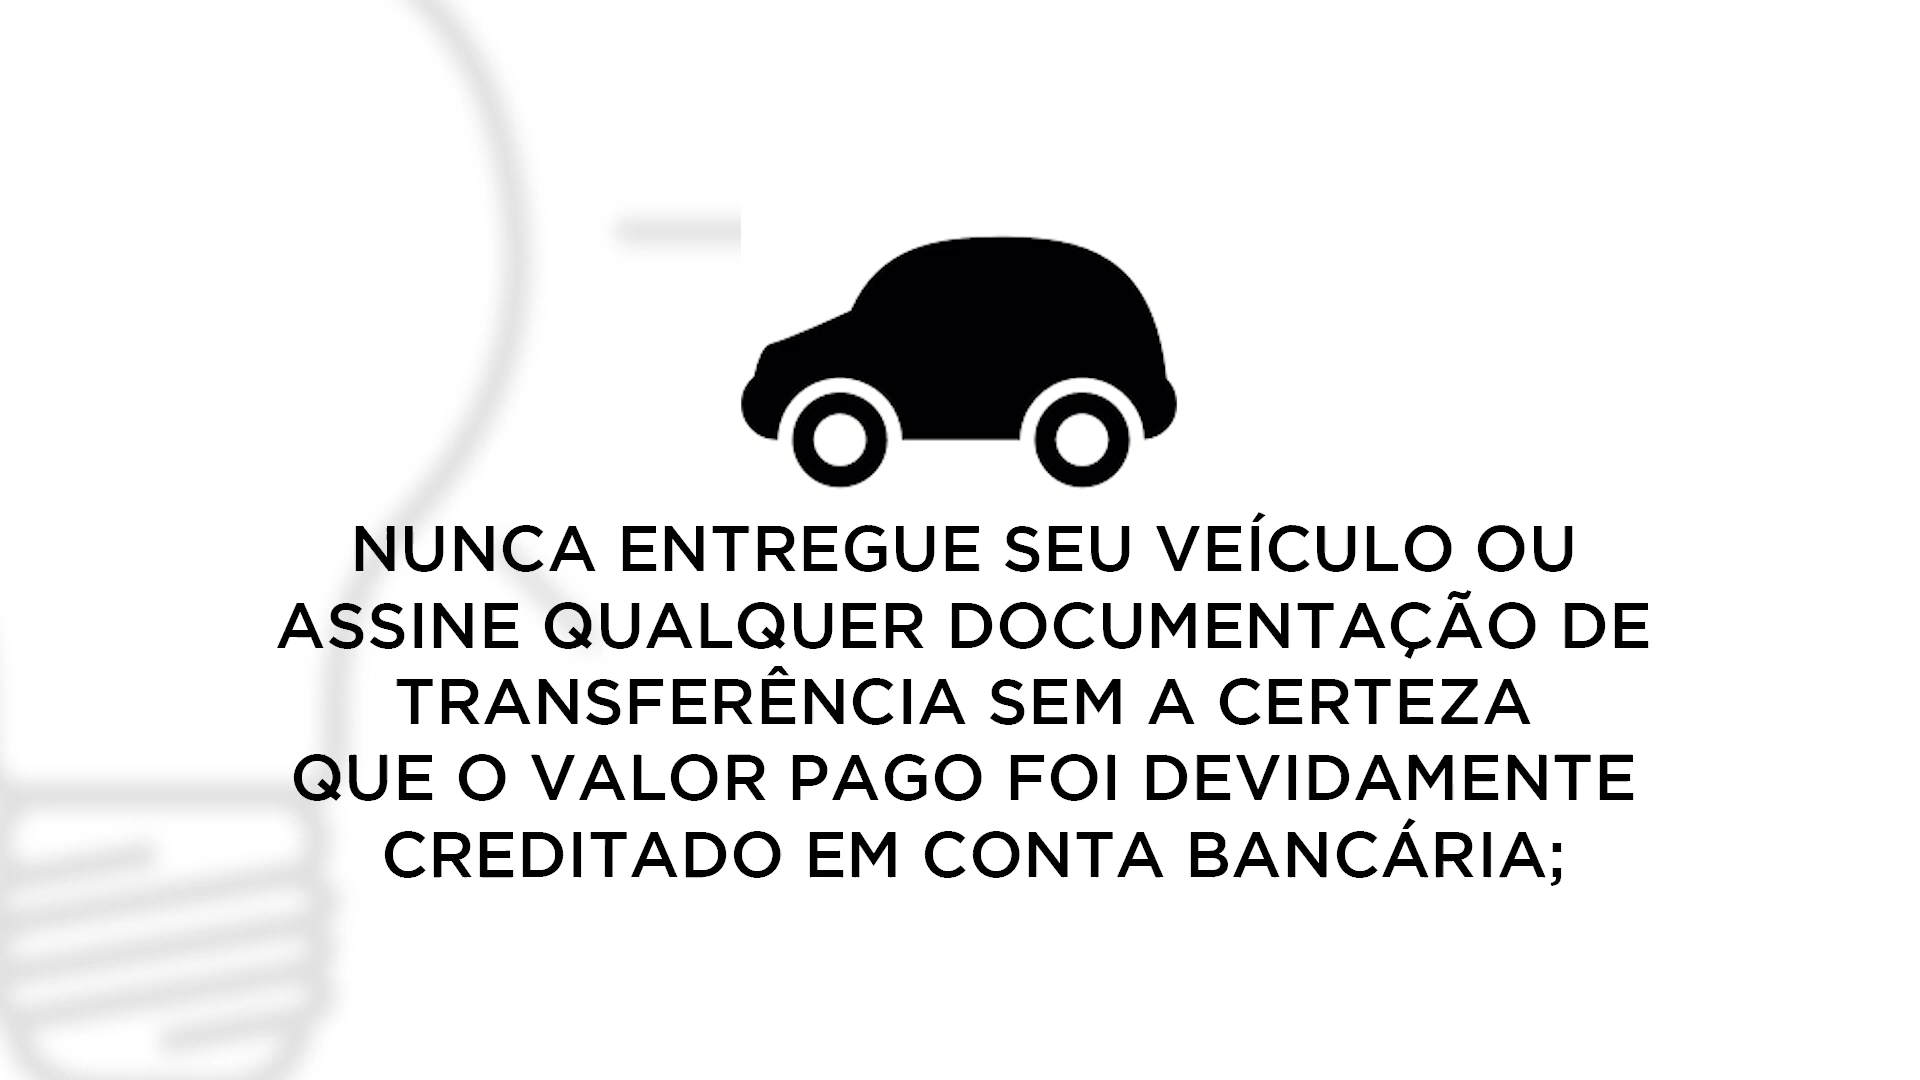 NUNCA ENTREGUE SEU VEÍCULO OU
ASSINE QUALQUER DOCUMENTAÇÃO DE
TRANSFERÊNCIA SEM A CERTEZA
QUE O VALOR PAGO FOI DEVIDAMENTE
CREDITADO EM CONTA BANCÁRIA;